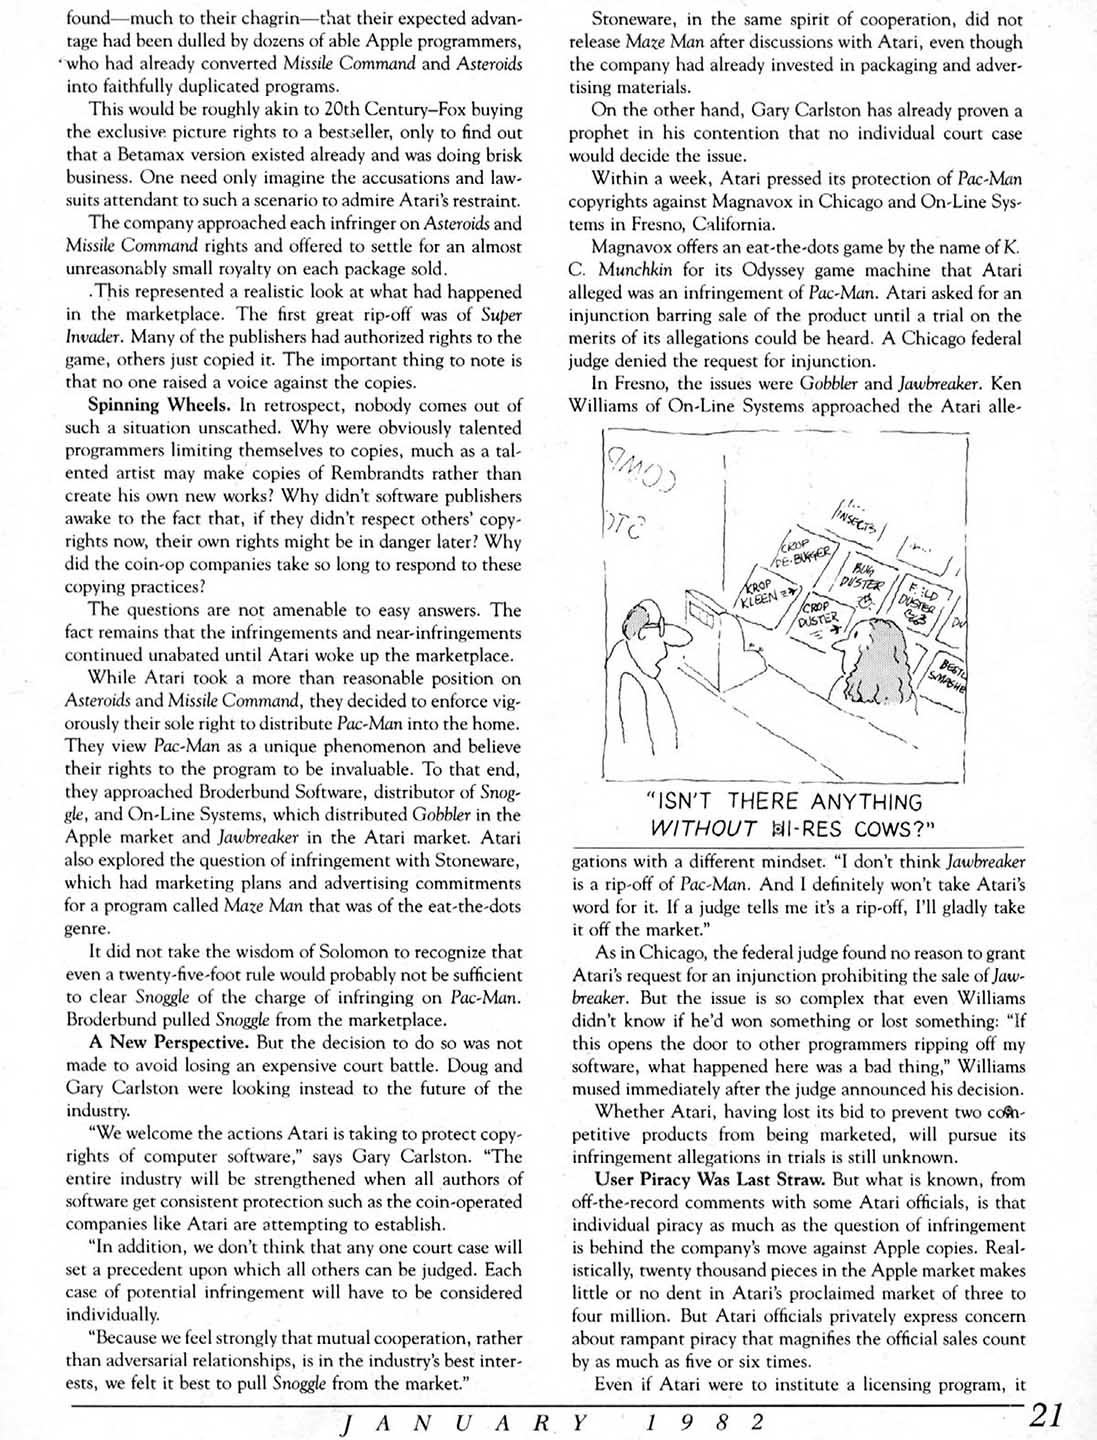 found—much to their chagrin—that their expected advan-
tage had been dulled by dozens of able Apple programmers,
who had already converted Missile Command and Asteroids
into faithfully duplicated programs.
This would be roughly akin to 20th Century–Fox buying
the exclusive picture rights to a bestseller, only to find out
that a Betamax version existed already and was doing brisk
business. One need only imagine the accusations and law-
suits attendant to such a scenario to admire Atari's restraint.
The company approached each infringer on Asteroids and
Missile Command rights and offered to settle for an almost
unreasonably small royalty on each package sold.
.This represented a realistic look at what had happened
in the marketplace. The first great rip-off was of Super
Invader. Many of the publishers had authorized rights to the
game, others just copied it. The important thing to note is
that no one raised a voice against the copies.
Spinning Wheels. In retrospect, nobody comes out of
such a situation unscathed. Why were obviously talented
programmers limiting themselves to copies, much as a tal-
ented artist may make copies of Rembrandts rather than
create his own new works? Why didn't software publishers
awake to the fact that, if they didn't respect others' copy-
rights now, their own rights might be in danger later? Why
did the coin-op companies take so long to respond to these
copying practices?
The questions are not amenable to easy answers. The
fact remains that the infringements and near-infringements
continued unabated until Atari woke up the marketplace.
While Atari took a more than reasonable position on
Asteroids and Missile Command, they decided to enforce vig-
orously their sole right to distribute Pac-Man into the home.
They view Pac-Man as a unique phenomenon and believe
their rights to the program to be invaluable. To that end,
they approached Broderbund Software, distributor of Snog-
gle, and On-Line Systems, which distributed Gobbler in the
Apple market and Jawbreaker in the Atari market. Atari
also explored the question of infringement with Stoneware,
which had marketing plans and advertising commitments
for a program called Maze Man that was of the eat-the-dots
genre.
It did not take the wisdom of Solomon to recognize that
even a twenty-five-foot rule would probably not be sufficient
to clear Snoggle of the charge of infringing on Pac-Man.
Broderbund pulled Snoggle from the marketplace.
A New Perspective. But the decision to do so was not
made to avoid losing an expensive court battle. Doug and
Gary Carlston were looking instead to the future of the
industry.
"We welcome the actions Atari is taking to protect copy-
rights of computer software," says Gary Carlston. "The
entire industry will be strengthened when all authors of
software get consistent protection such as the coin-operated
companies like Atari are attempting to establish.
"In addition, we don't think that any one court case will
set a precedent upon which all others can be judged. Each
case of potential infringement will have to be considered
individually.
"Because we feel strongly that mutual cooperation, rather
than adversarial relationships, is in the industry's best inter-
ests, we felt it best to pull Snoggle from the market."
Stoneware, in the same spirit of cooperation, did not
release Maze Man after discussions with Atari, even though
the company had already invested in packaging and adver-
tising materials.
On the other hand, Gary Carlston has already proven a
prophet in his contention that no individual court case
would decide the issue.
Within a week, Atari pressed its protection of Pac-Man
copyrights against Magnavox in Chicago and On-Line Sys-
tems in Fresno, California.
Magnavox offers an eat-the-dots game by the name of K.
C. Munchkin for its Odyssey game machine that Atari
alleged was an infringement of Pac-Man. Atari asked for an
injunction barring sale of the product until a trial on the
merits of its allegations could be heard. A Chicago federal
judge denied the request for injunction.
In Fresno, the issues were Gobbler and Jawbreaker. Ken
Williams of On-Line Systems approached the Atari alle-
COMP
STC
INSECTS
CROP
DE-BUGGER
BUG
DUSTER
FIELD
DUSTER
KROP
KLEEN
CROP
DUSTER
DU
BEETL
SMASHE
"ISN'T THERE ANYTHING
WITHOUT HI-RES COWS?"
gations with a different mindset. "I don't think Jawbreaker
is a rip-off of Pac-Man. And I definitely won't take Atari's
word for it. If a judge tells me it's a rip-off, I'll gladly take
it off the market."
As in Chicago, the federal judge found no reason to grant
Atari's request for an injunction prohibiting the sale of Jaw-
breaker. But the issue is so complex that even Williams
didn't know if he'd won something or lost something: "If
this opens the door to other programmers ripping off my
software, what happened here was a bad thing," Williams
mused immediately after the judge announced his decision.
Whether Atari, having lost its bid to prevent two com-
petitive products from being marketed, will pursue its
infringement allegations in trials is still unknown.
User Piracy Was Last Straw. But what is known, from
off-the-record comments with some Atari officials, is that
individual piracy as much as the question of infringement
is behind the company's move against Apple copies. Real-
istically, twenty thousand pieces in the Apple market makes
little or no dent in Atari's proclaimed market of three to
four million. But Atari officials privately express concern
about rampant piracy that magnifies the official sales count
by as much as five or six times.
Even if Atari were to institute a licensing program, it
JANUARY 1982
21